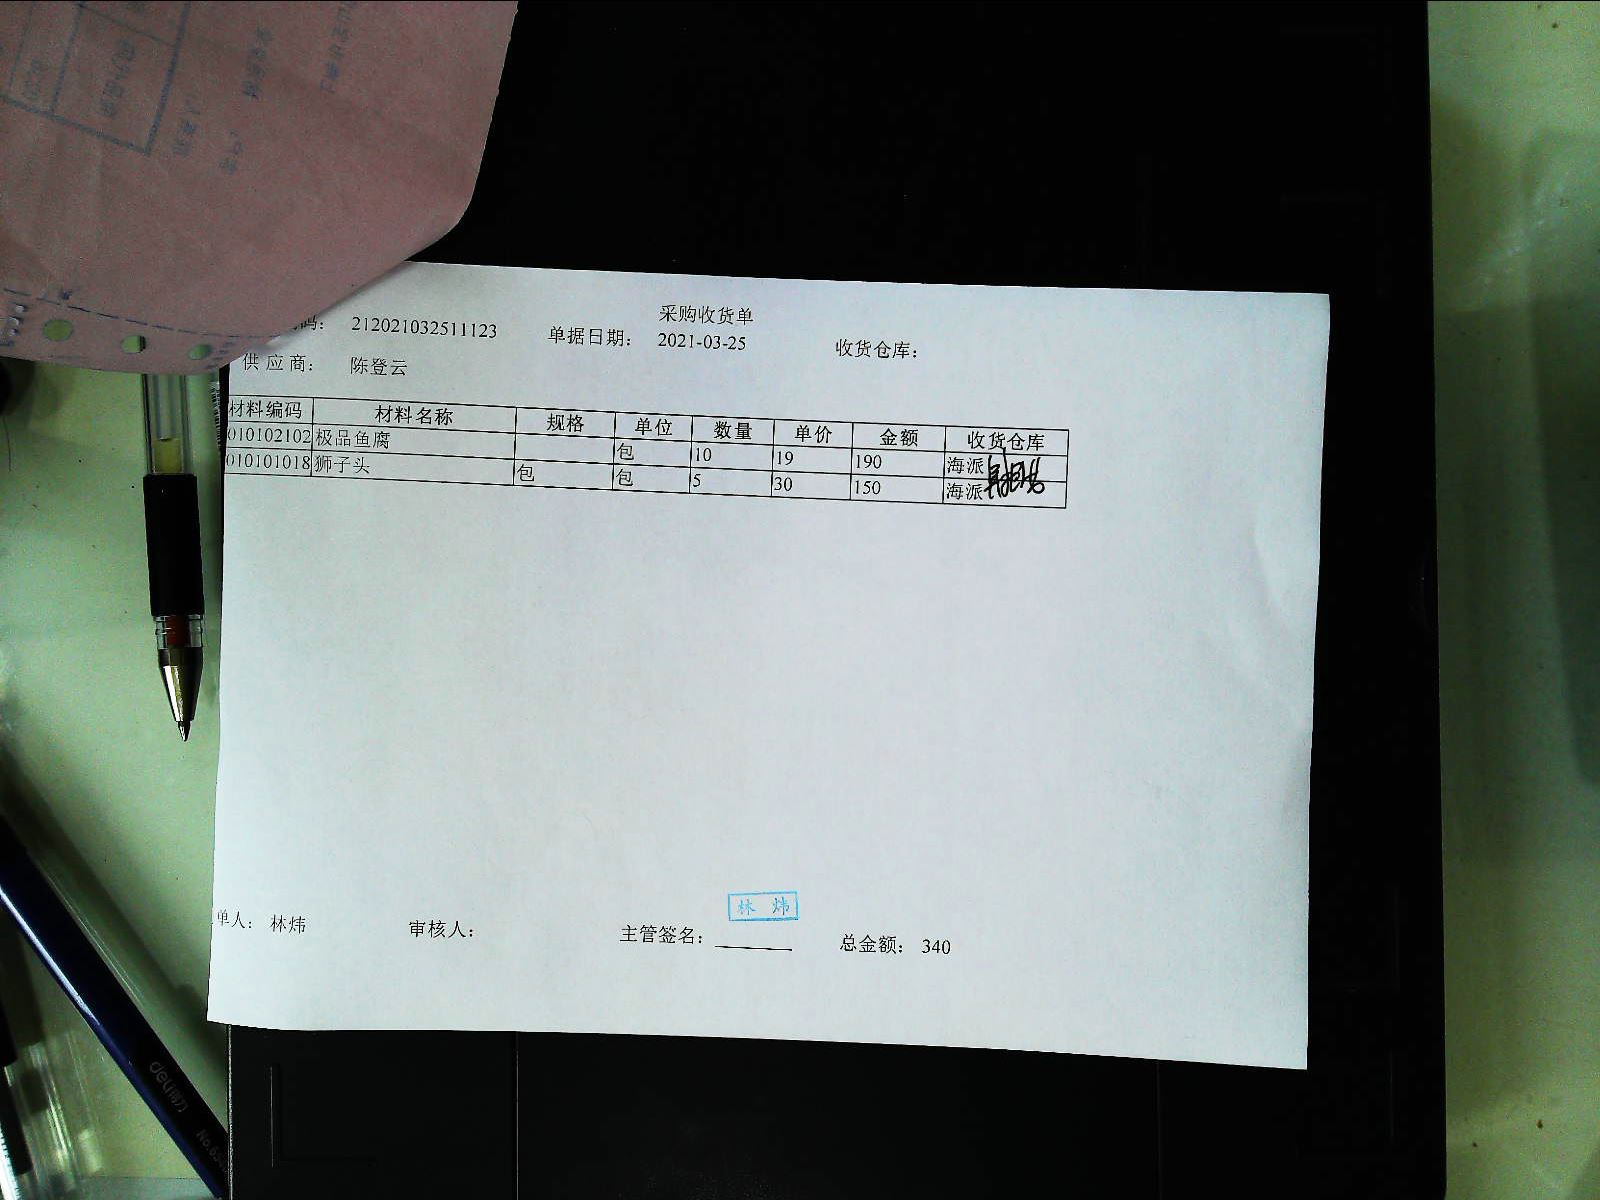 采购收货单
码： 212021032511123 单据日期： 2021-03-25 收货仓库：
供应商： 陈登云
材料编码 材料名称 规格 单位 数量 单价 金额 收货仓库
010102102 极品鱼腐 包 10 19 190 海派
010101018 狮子头 包 包 5 30 150 海派
林 炜
单人： 林炜 审核人： 主管签名： 总金额： 340
deli 得力